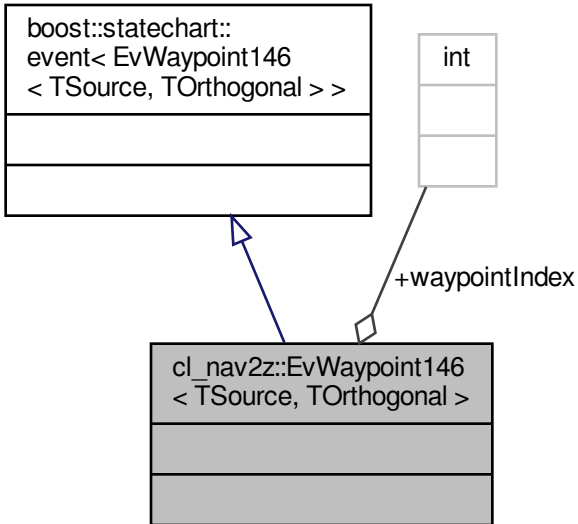 boost::statechart::
event< EvWaypoint146
< TSource, TOrthogonal > >
int
+waypointIndex
cl_nav2z::EvWaypoint146
< TSource, TOrthogonal >